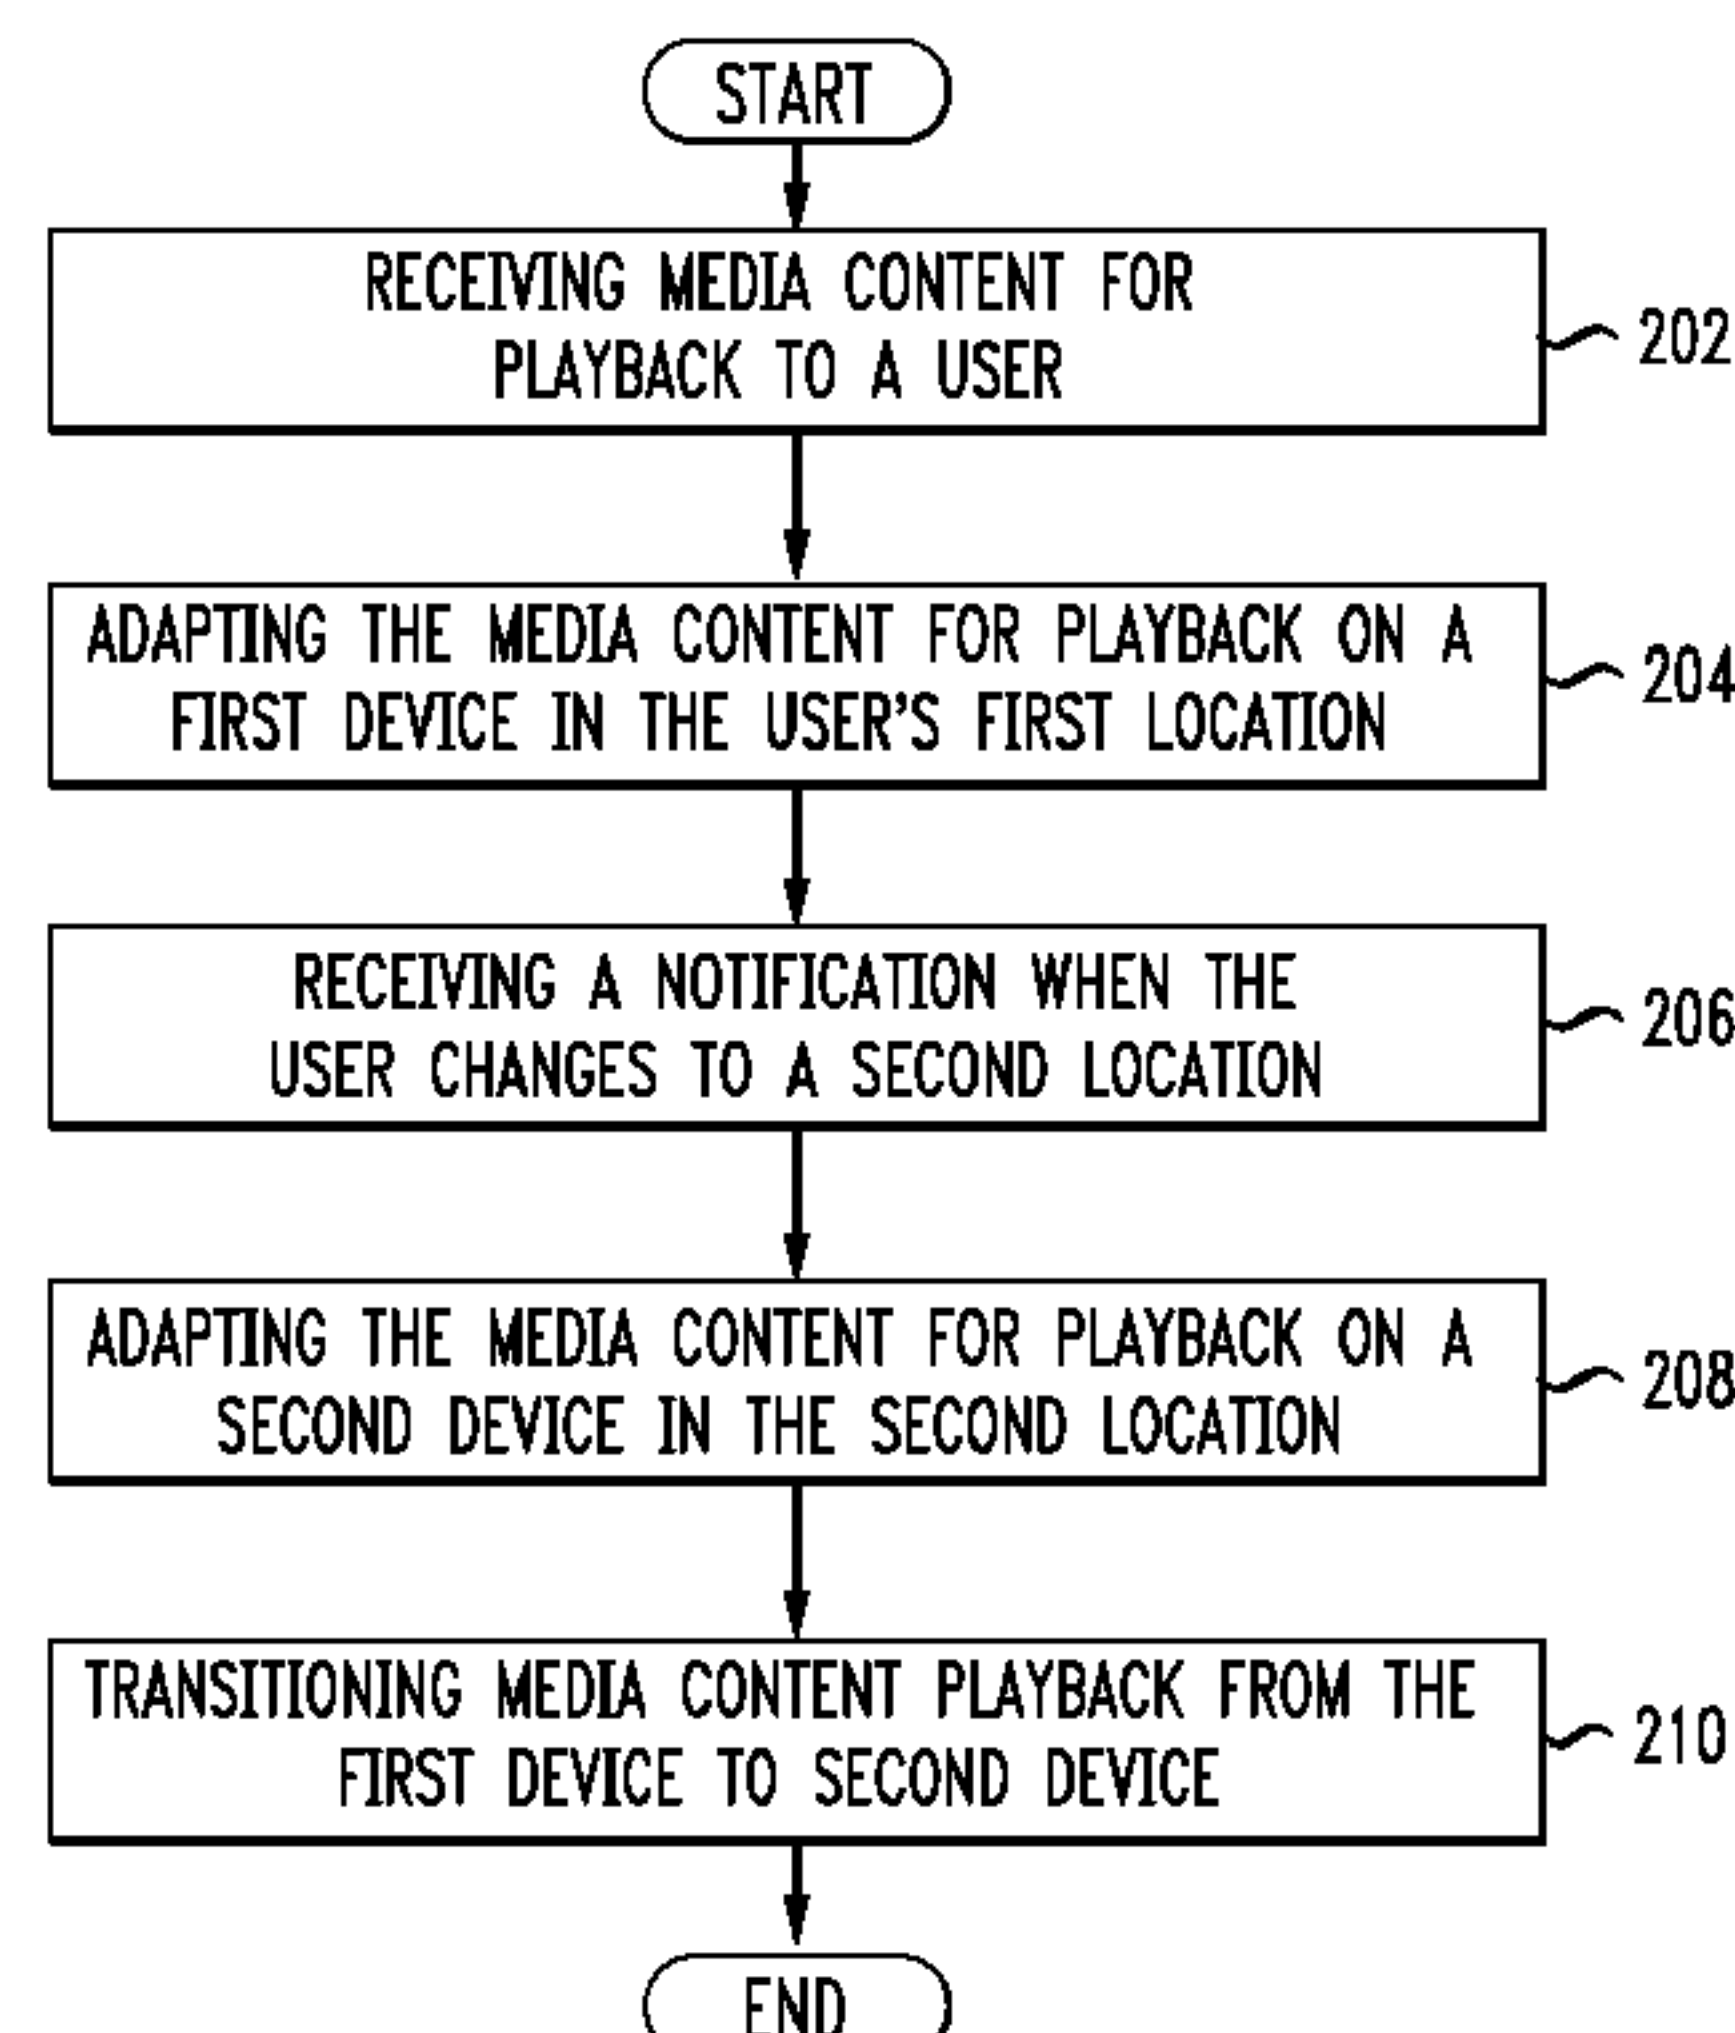 START
RECEIVING MEDIA CONTENT FOR
PLAYBACK TO A USER
202
ADAPTING THE MEDIA CONTENT FOR PLAYBACK ON A
FIRST DEVICE IN THE USER'S FIRST LOCATION
204
RECEIVING A NOTIFICATION WHEN THE
USER CHANGES TO A SECOND LOCATION
206
ADAPTING THE MEDIA CONTENT FOR PLAYBACK ON A
SECOND DEVICE IN THE SECOND LOCATION
208
TRANSITIONING MEDIA CONTENT PLAYBACK FROM THE
FIRST DEVICE TO SECOND DEVICE
210
END